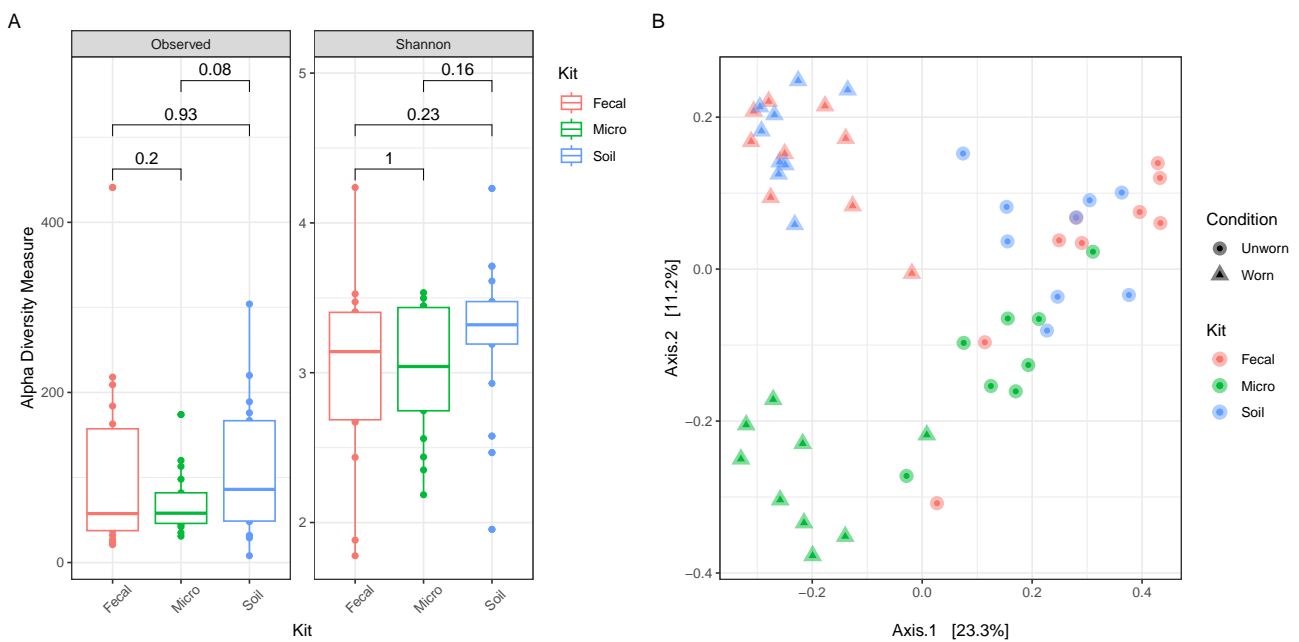 A
Observed
Shannon
0.08
0.93
0.2
0.16
0.23
1
Alpha Diversity Measure
400
200
0
5
4
3
2
Fecal
Micro
Soil
Fecal
Micro
Soil
Kit
Kit
Fecal
Micro
Soil
B
Axis.2 [11.2%]
0.2
0.0
−0.2
−0.4
−0.2
0.0
0.2
0.4
Axis.1 [23.3%]
Condition
Unworn
Worn
Kit
Fecal
Micro
Soil